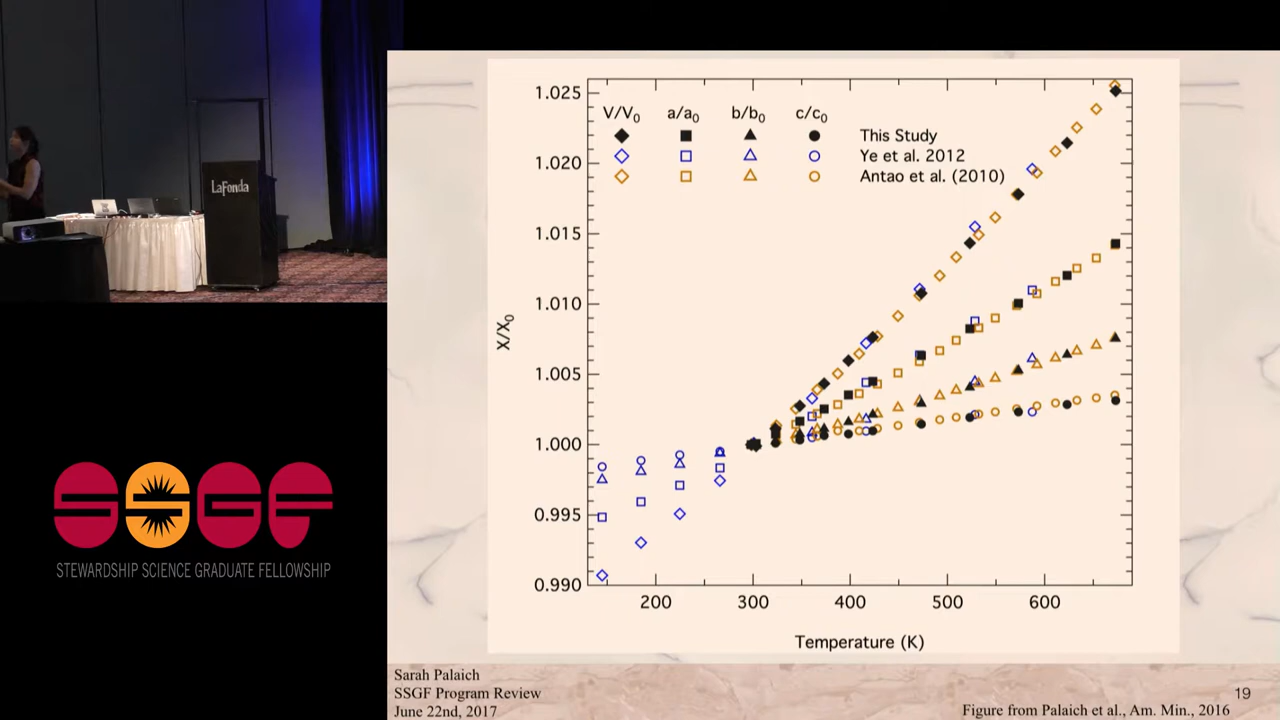 LaFonda
SSGF
STEWARDSHIP SCIENCE GRADUATE FELLOWSHIP
1.025
1.020
1.015
1.010
1.005
1.000
0.995
0.990
X/X0
V/V0 a/a0 b/b0 c/c0
This Study
Ye et al. 2012
Antao et al. (2010)
200 300 400 500 600
Temperature (K)
Sarah Palaich
SSGF Program Review
June 22nd, 2017
19
Figure from Palaich et al., Am. Min., 2016